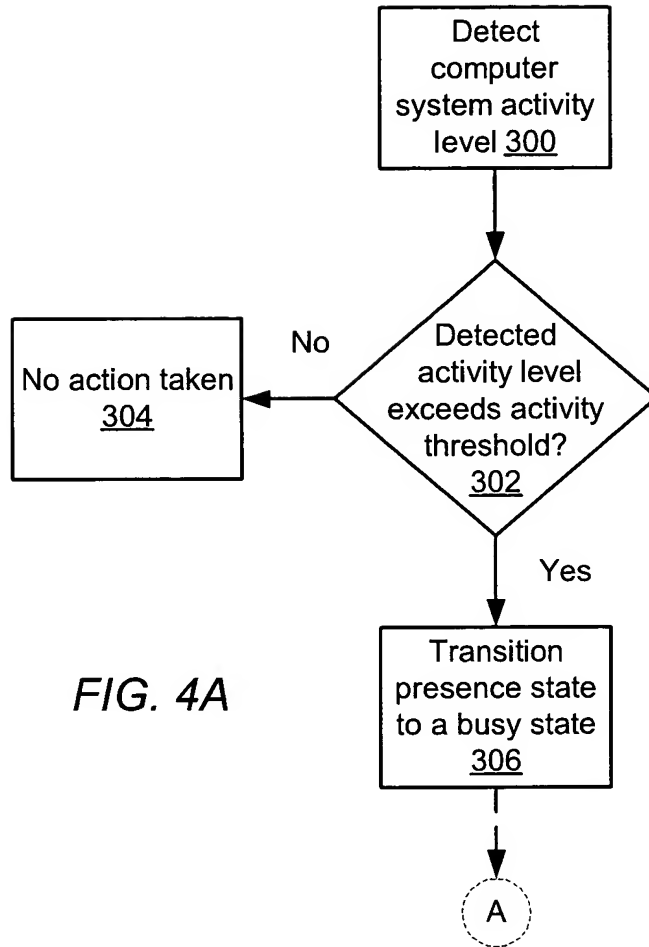 Detect
computer
system activity
level 300
No
Detected
activity level
exceeds activity
threshold?
302
No action taken
304
Yes
Transition
presence state
to a busy state
306
FIG. 4A
A